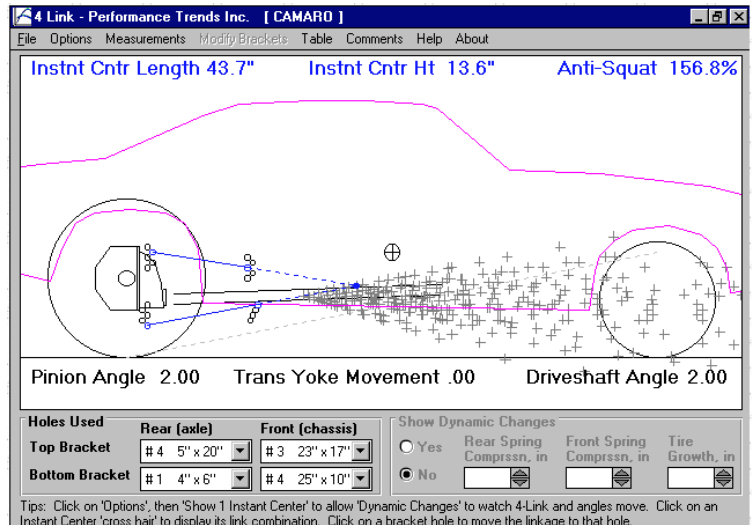 4 Link - Performance Trends Inc. [ CAMARO ]
File Options Measurements Modify Brackets Table Comments Help About
Instnt Cntr Length 43.7" Instnt Cntr Ht 13.6" Anti-Squat 156.8%
Pinion Angle 2.00 Trans Yoke Movement .00 Driveshaft Angle 2.00
Holes Used
Rear (axle) Front (chassis)
Top Bracket # 4 5" x 20" # 3 23" x 17"
Bottom Bracket # 1 4" x 6" # 4 25" x 10"
Show Dynamic Changes
Yes
No
Rear Spring Comprssn, in
Front Spring Comprssn, in
Tire Growth, in
Tips: Click on 'Options', then 'Show 1 Instant Center' to allow 'Dynamic Changes' to watch 4-Link and angles move. Click on an
Instant Center 'cross hair' to display its link combination. Click on a bracket hole to move the linkage to that hole.